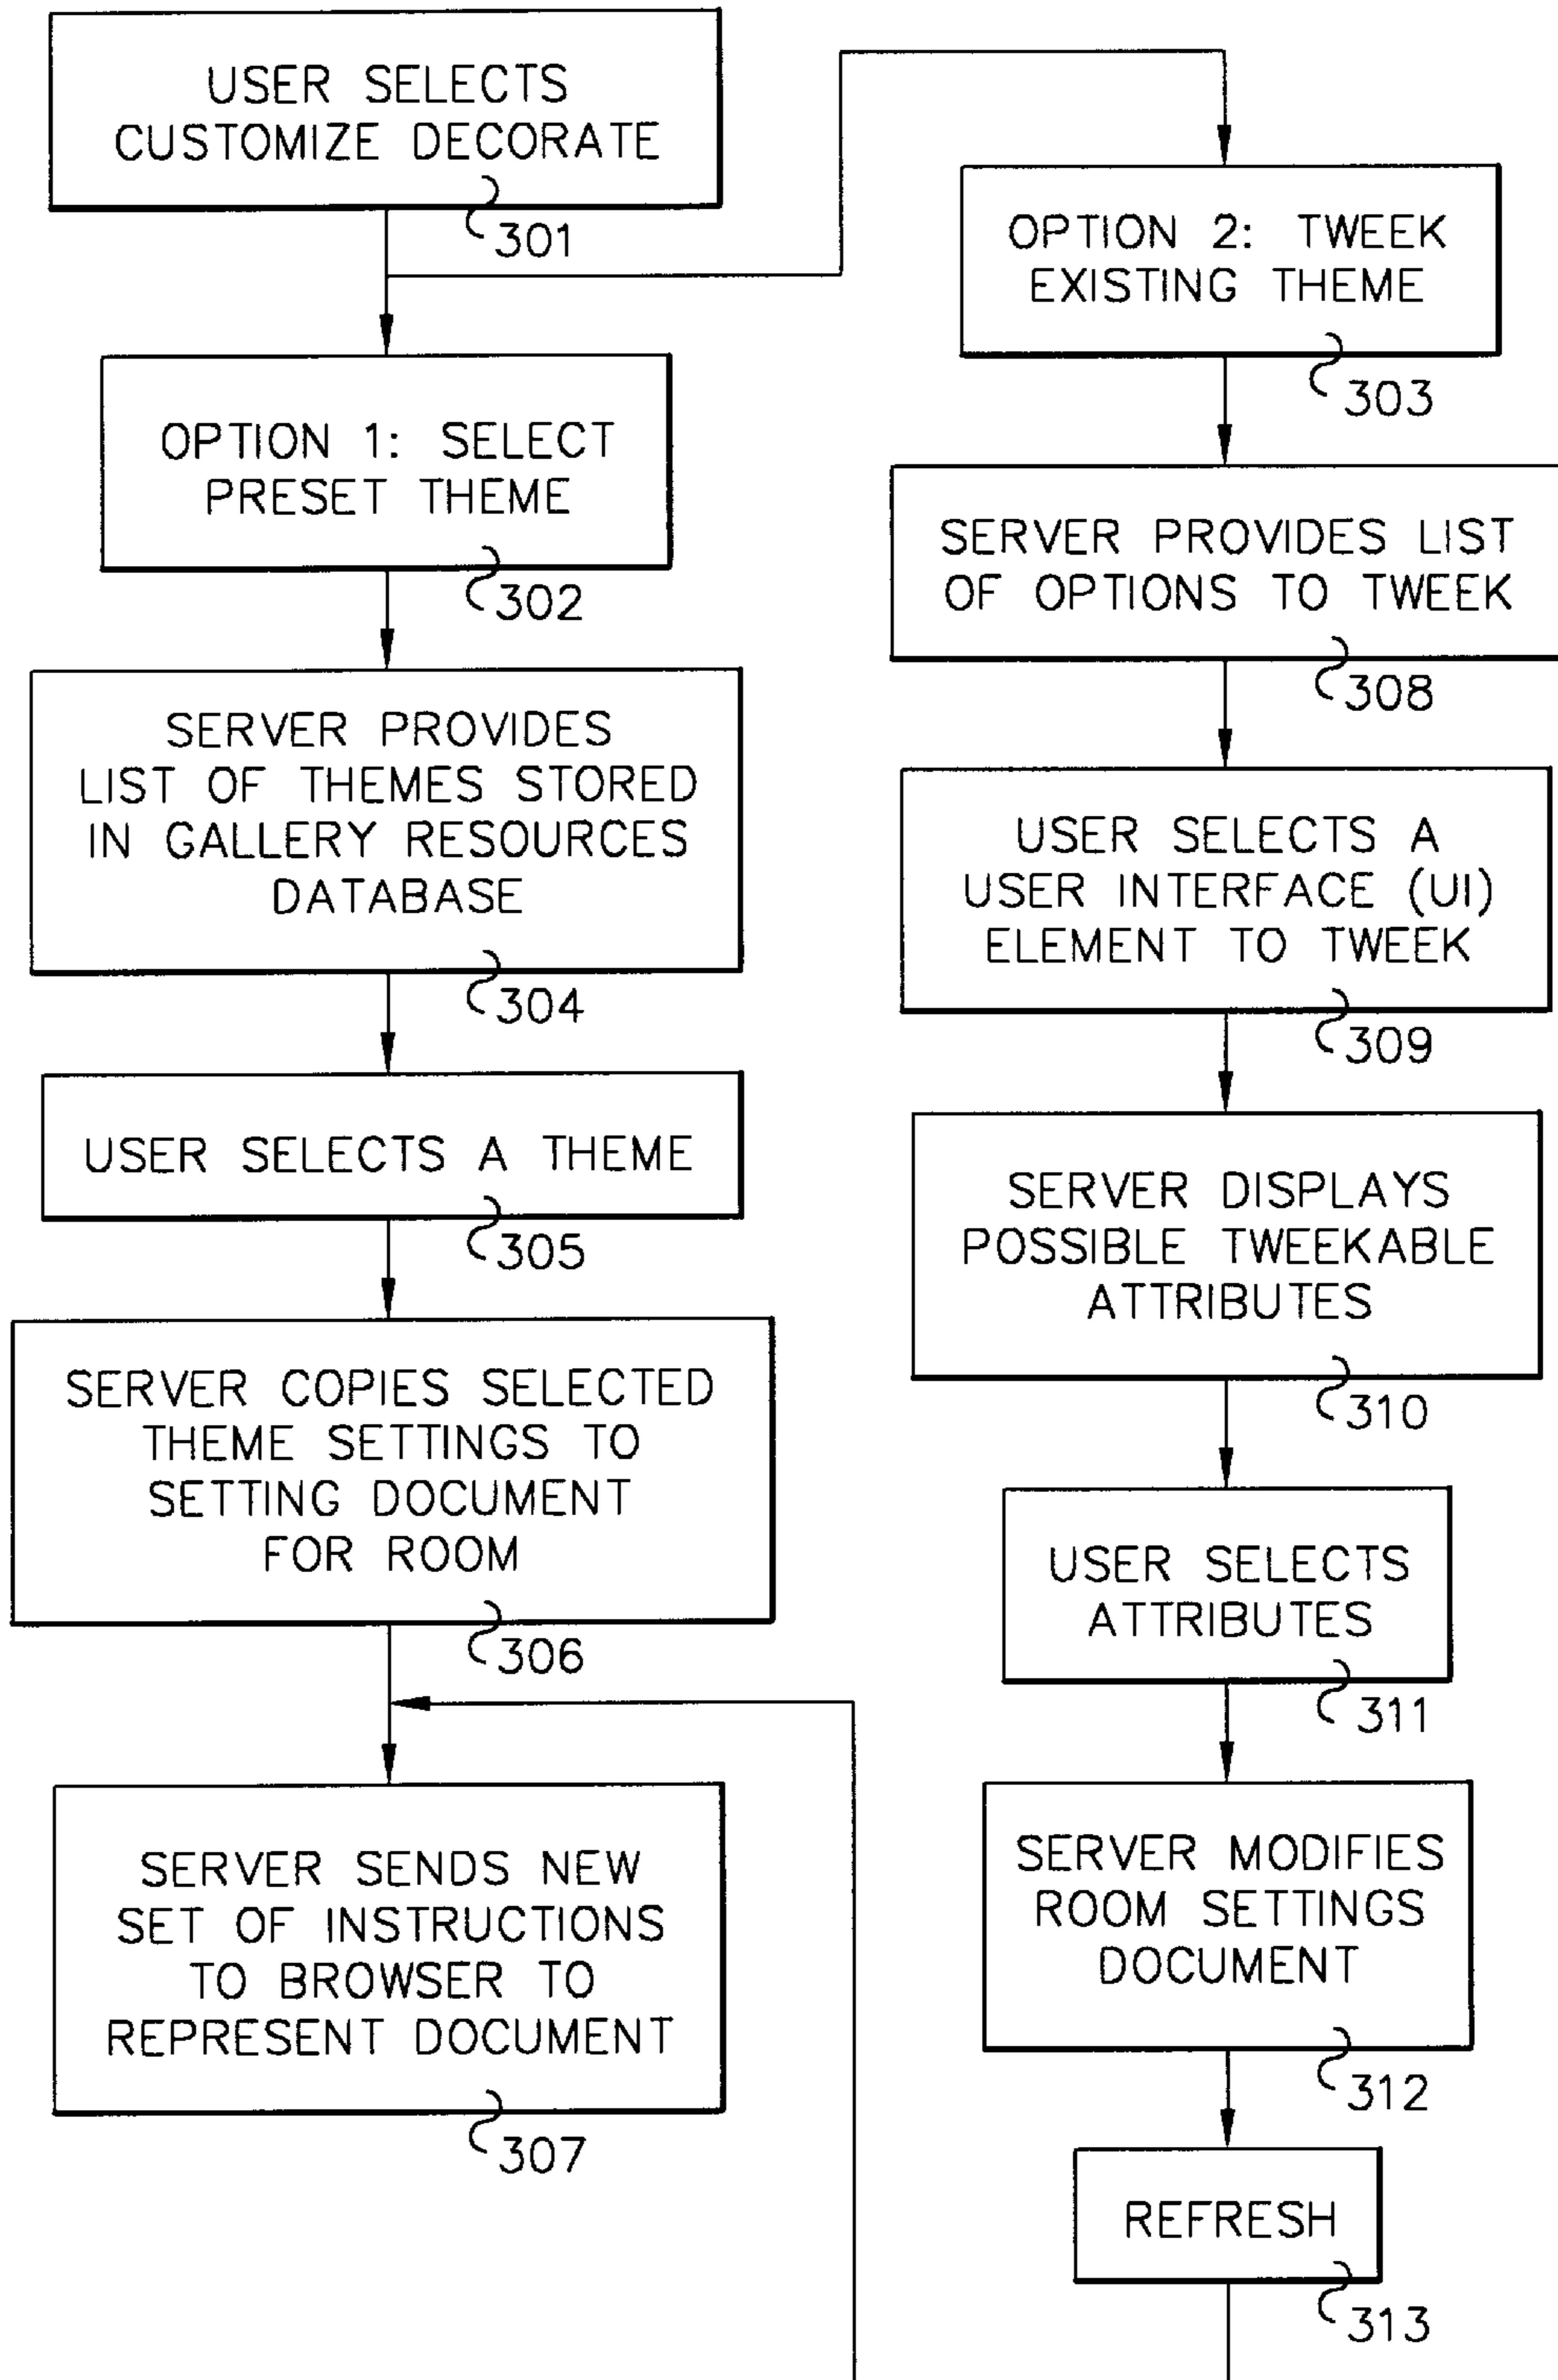 USER SELECTS
CUSTOMIZE DECORATE
301
OPTION 1: SELECT
PRESET THEME
302
SERVER PROVIDES
LIST OF THEMES STORED
IN GALLERY RESOURCES
DATABASE
304
USER SELECTS A THEME
305
SERVER COPIES SELECTED
THEME SETTINGS TO
SETTING DOCUMENT
FOR ROOM
306
SERVER SENDS NEW
SET OF INSTRUCTIONS
TO BROWSER TO
REPRESENT DOCUMENT
307
OPTION 2: TWEEK
EXISTING THEME
303
SERVER PROVIDES LIST
OF OPTIONS TO TWEEK
308
USER SELECTS A
USER INTERFACE (UI)
ELEMENT TO TWEEK
309
SERVER DISPLAYS
POSSIBLE TWEEKABLE
ATTRIBUTES
310
USER SELECTS
ATTRIBUTES
311
SERVER MODIFIES
ROOM SETTINGS
DOCUMENT
312
REFRESH
313